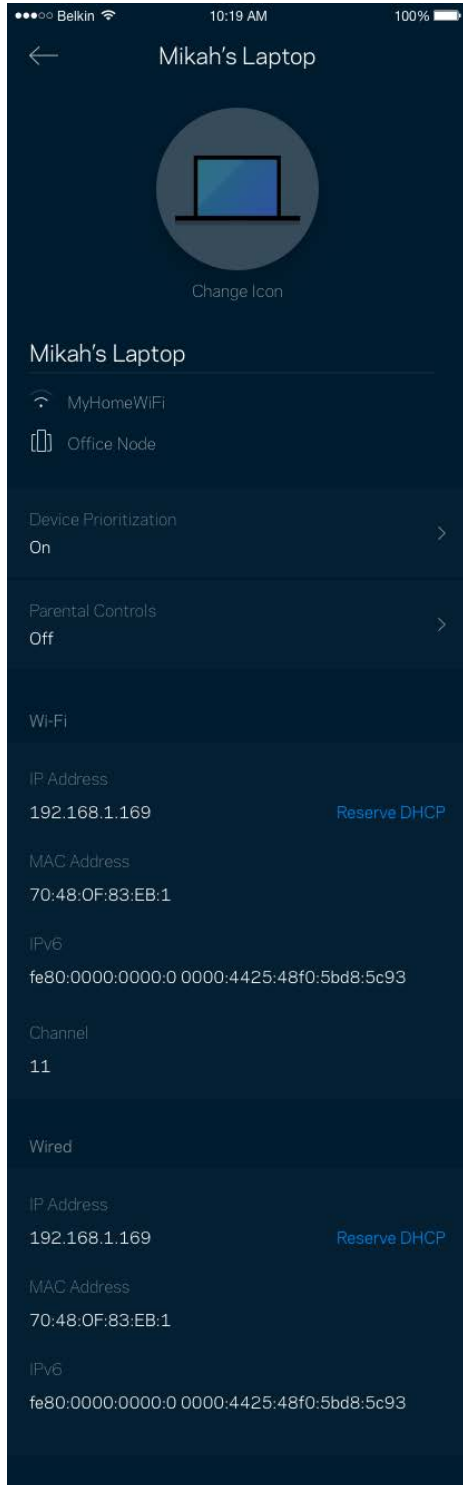 Belkin 10:19 AM 100%
Mikah's Laptop
Change Icon
Mikah's Laptop
MyHomeWiFi
Office Node
Device Prioritization
On
Parental Controls
Off
Wi-Fi
IP Address
192.168.1.169 Reserve DHCP
MAC Address
70:48:0F:83:EB:1
IPv6
fe80:0000:0000:0 0000:4425:48f0:5bd8:5c93
Channel
11
Wired
IP Address
192.168.1.169 Reserve DHCP
MAC Address
70:48:0F:83:EB:1
IPv6
fe80:0000:0000:0 0000:4425:48f0:5bd8:5c93